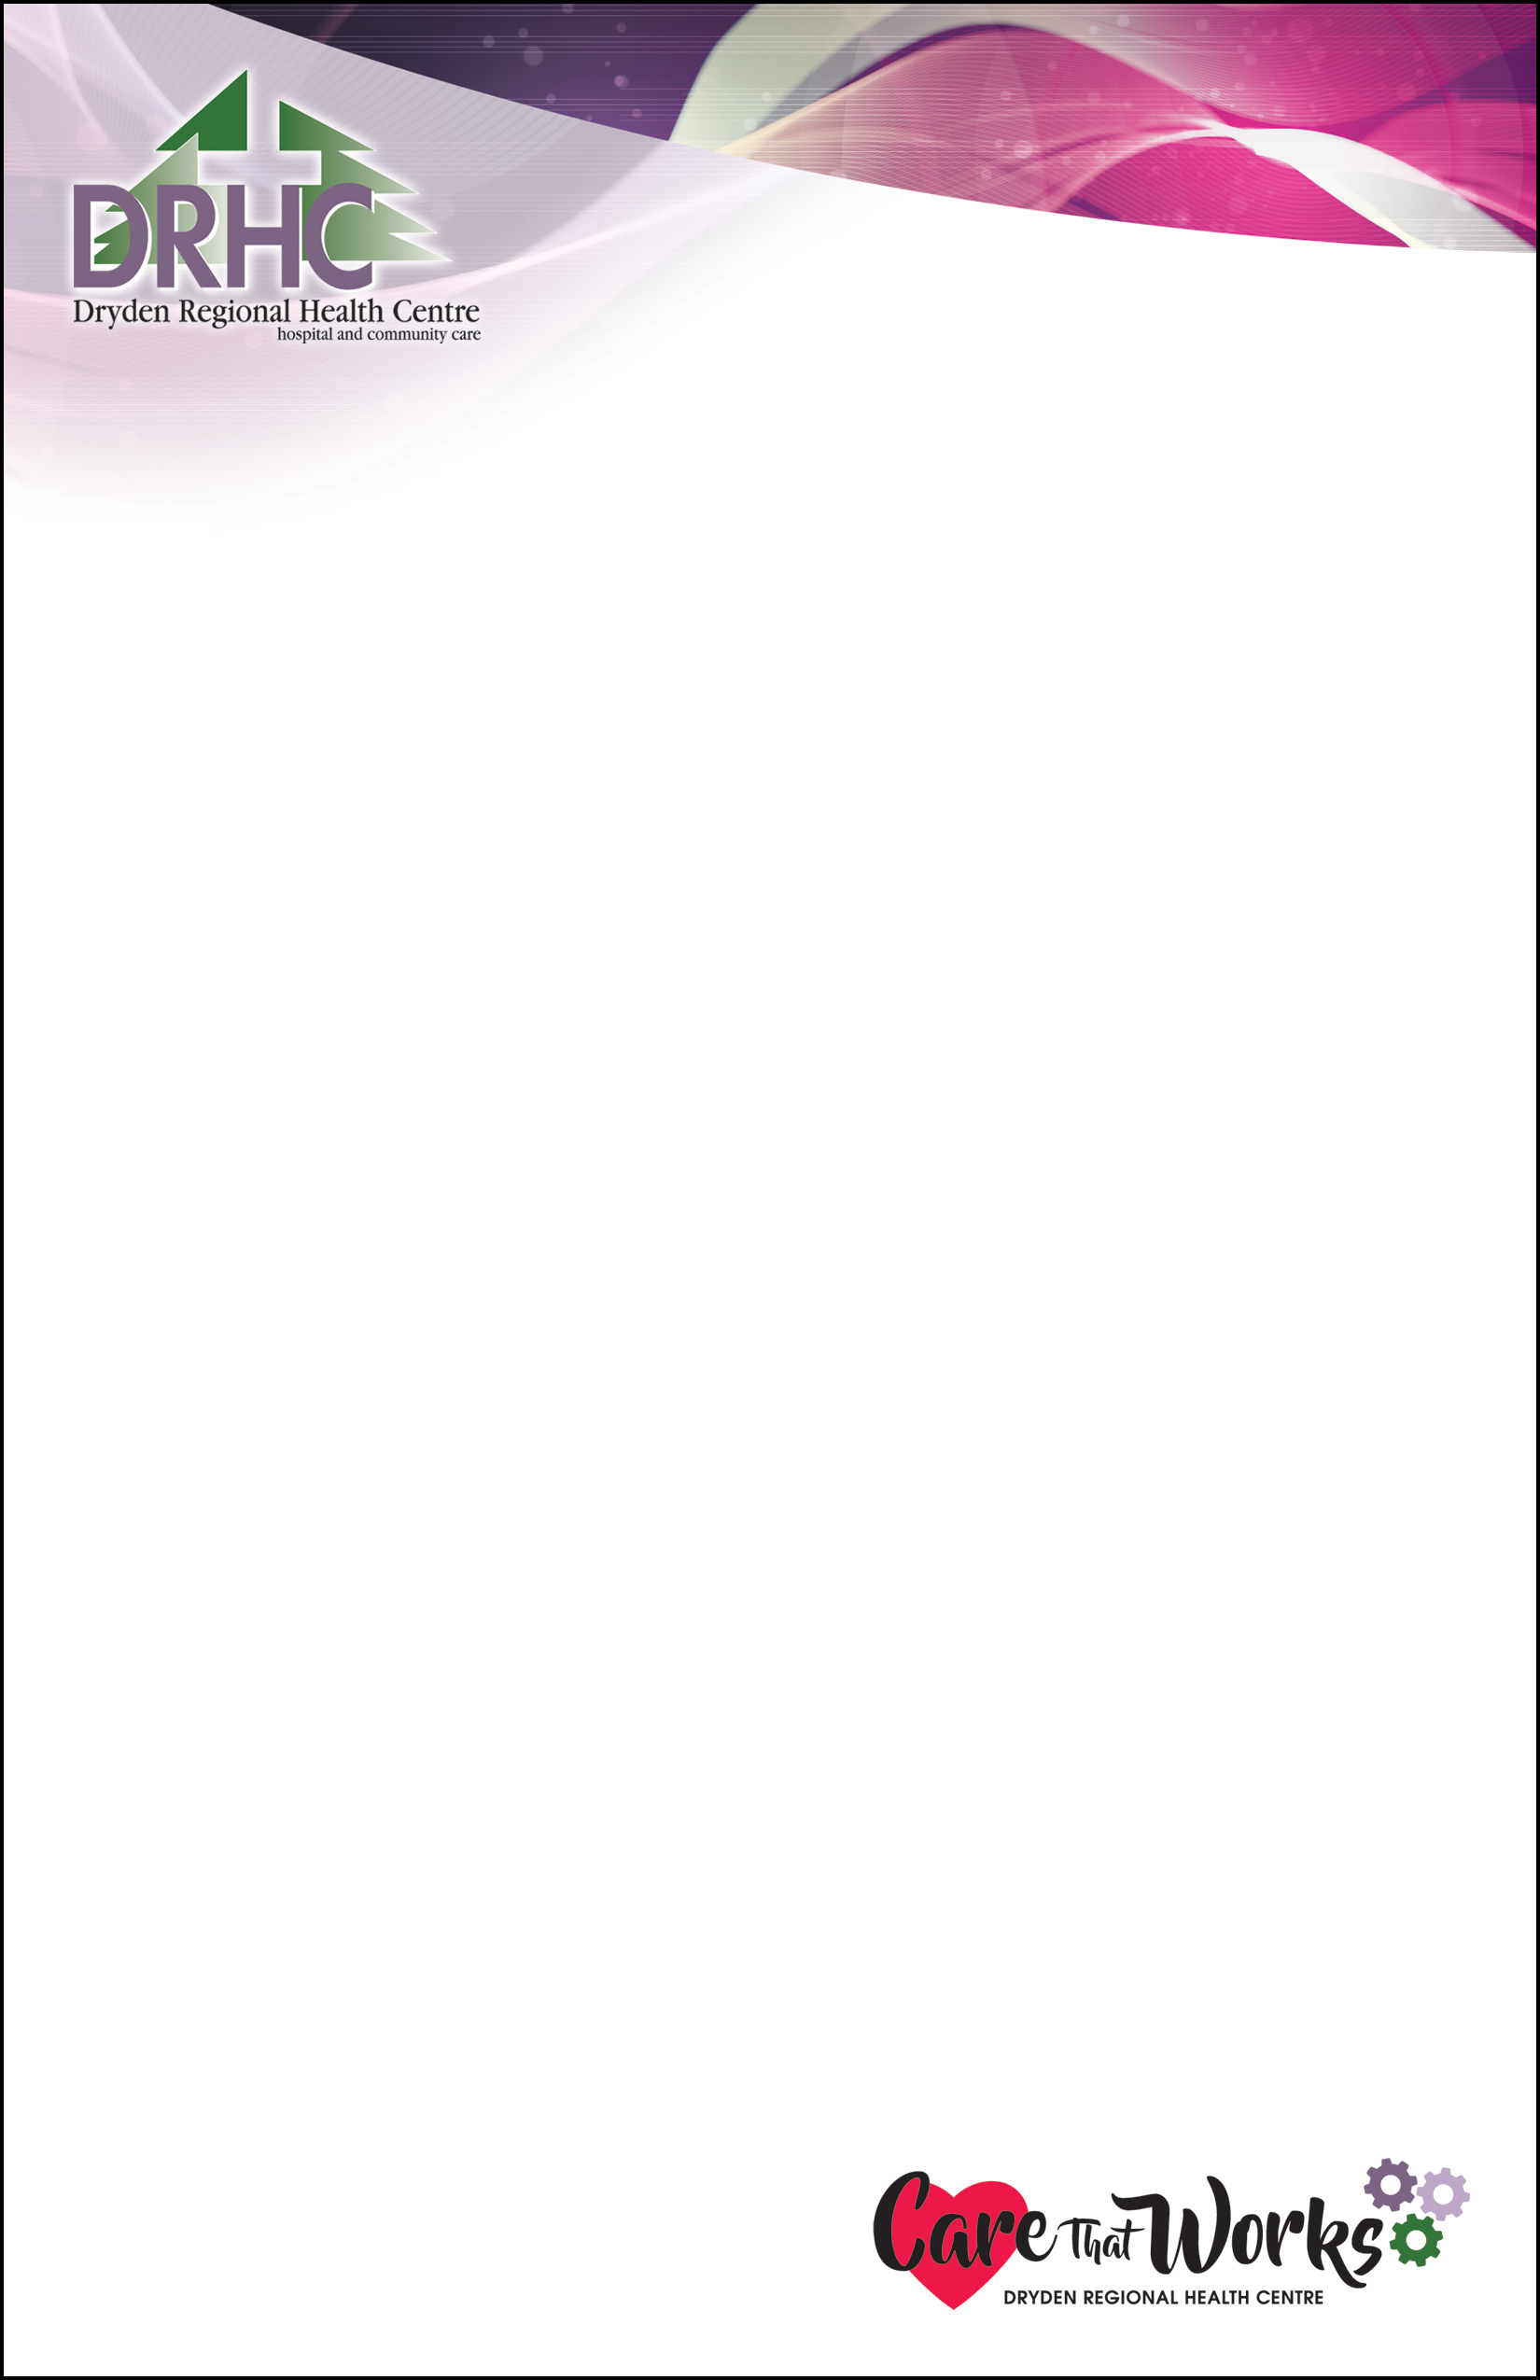 DRHC
Dryden Regional Health Centre
hospital and community care
Care That Works
DRYDEN REGIONAL HEALTH CENTRE